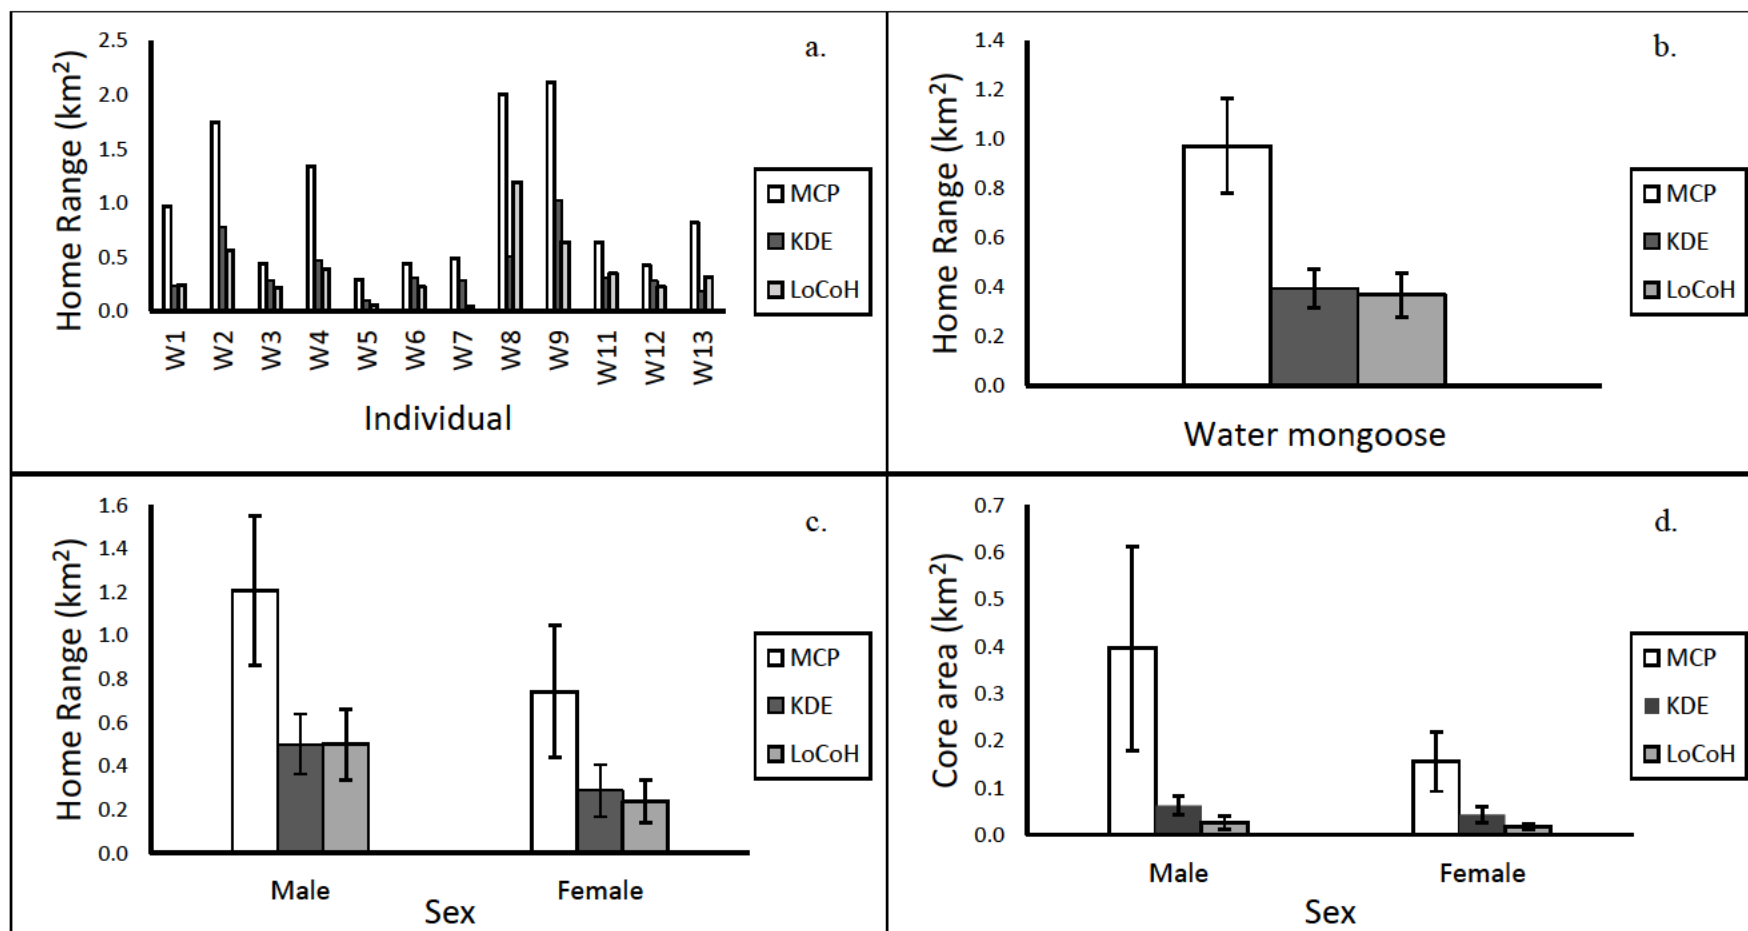 a.
Home Range (km²)
2.5
2.0
1.5
1.0
0.5
0.0
W1 W2 W3 W4 W5 W6 W7 W8 W9 W11 W12 W13
Individual
MCP
KDE
LoCoH
b.
Home Range (km²)
1.4
1.2
1.0
0.8
0.6
0.4
0.2
0.0
Water mongoose
MCP
KDE
LoCoH
c.
Home Range (km²)
1.6
1.4
1.2
1.0
0.8
0.6
0.4
0.2
0.0
Male Female
Sex
MCP
KDE
LoCoH
d.
Core area (km²)
0.7
0.6
0.5
0.4
0.3
0.2
0.1
0.0
Male Female
Sex
MCP
KDE
LoCoH